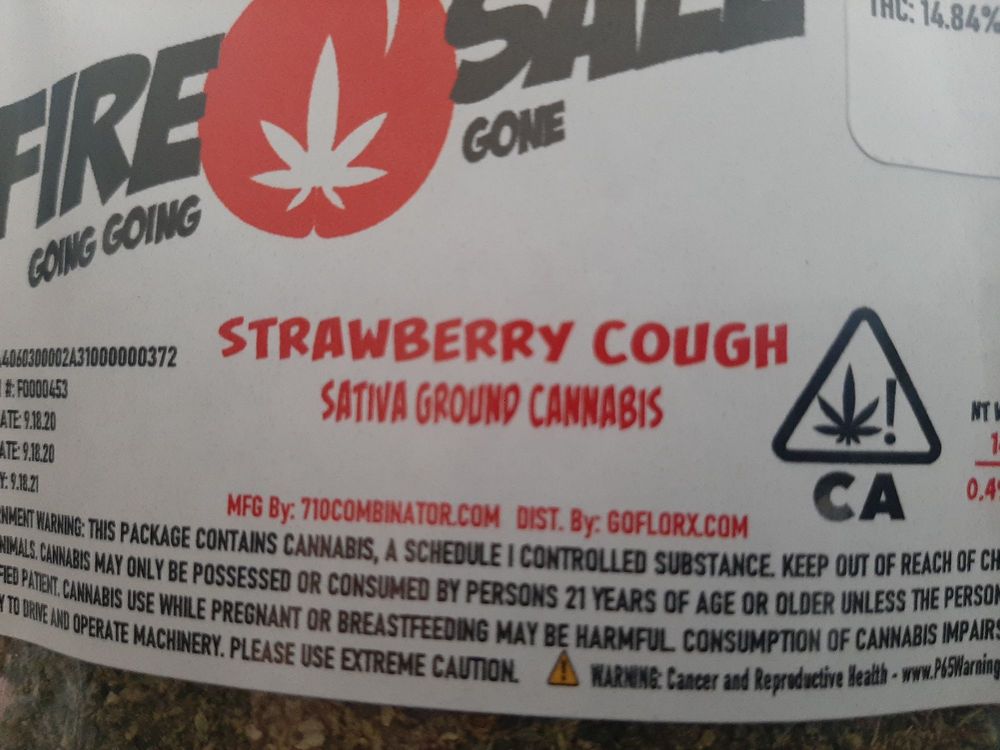 FIRE SALE
THC: 14.84%
GOING GOING GONE
STRAWBERRY COUGH
SATIVA GROUND CANNABIS
4060300002A31000000372
#: F0000453
ATE: 9.18.20
ATE: 9.18.20
Y: 9.18.21
NT
0.49
CA
MFG By: 710COMBINATOR.COM DIST. By: GOFLORX.COM
RNMENT WARNING: THIS PACKAGE CONTAINS CANNABIS, A SCHEDULE I CONTROLLED SUBSTANCE. KEEP OUT OF REACH OF CH
NIMALS. CANNABIS MAY ONLY BE POSSESSED OR CONSUMED BY PERSONS 21 YEARS OF AGE OR OLDER UNLESS THE PERSON
FIED PATIENT. CANNABIS USE WHILE PREGNANT OR BREASTFEEDING MAY BE HARMFUL. CONSUMPTION OF CANNABIS IMPAIRS
Y TO DRIVE AND OPERATE MACHINERY. PLEASE USE EXTREME CAUTION. WARNING: Cancer and Reproductive Health - www.P65Warning